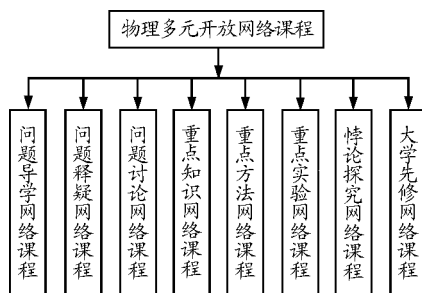 物理多元开放网络课程
问题导学网络课程
问题释疑网络课程
问题讨论网络课程
重点知识网络课程
重点方法网络课程
重点实验网络课程
悖论探究网络课程
大学先修网络课程